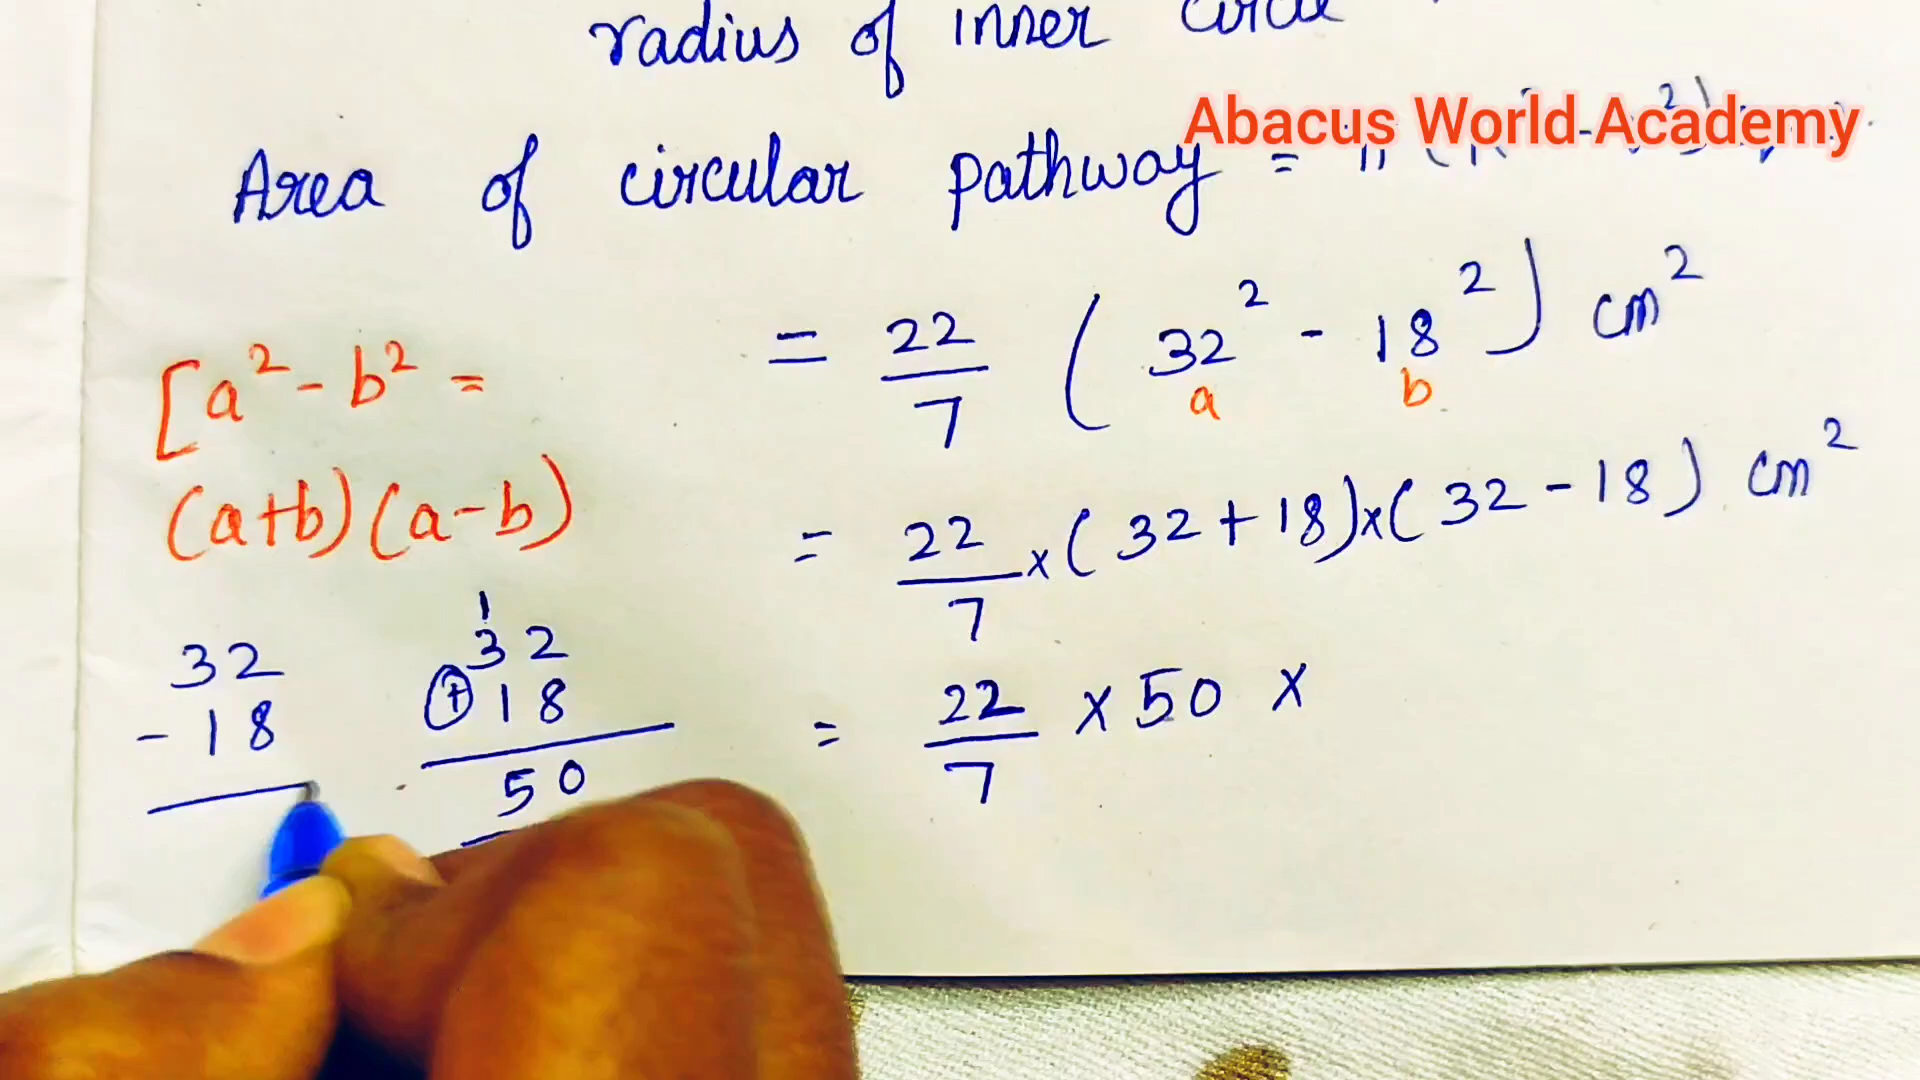 radius of inner
Abacus World Academy
Area of circular pathway =
= 22/7 ( 32² - 18² ) cm²
a b
[a² - b² =
(a+b)(a-b)
= 22/7 × ( 32 + 18) × ( 32 - 18) cm²
32
- 18
1
32
+ 18
50
= 22/7 × 50 ×